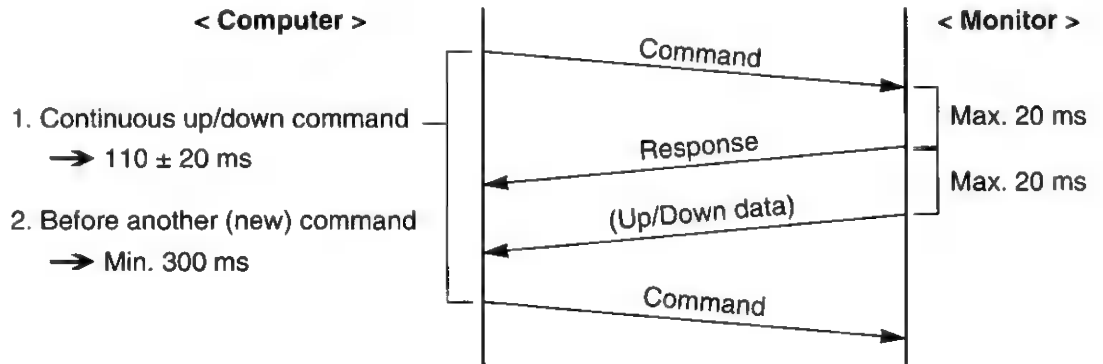 < Computer >
< Monitor >
Command
1. Continuous up/down command
→ 110 ± 20 ms
Max. 20 ms
Response
Max. 20 ms
(Up/Down data)
2. Before another (new) command
→ Min. 300 ms
Command